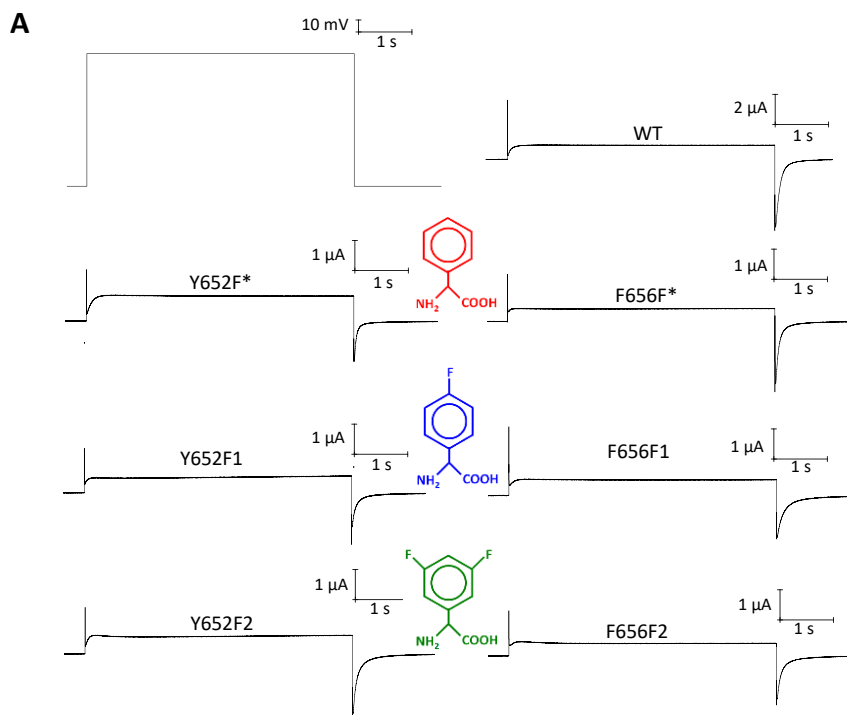 A
10 mV
1 s
2 µA
1 s
WT
1 µA
1 s
Y652F*
NH2
COOH
1 µA
1 s
F656F*
1 µA
1 s
Y652F1
F
NH2
COOH
1 µA
1 s
F656F1
1 µA
1 s
Y652F2
F
F
NH2
COOH
1 µA
1 s
F656F2